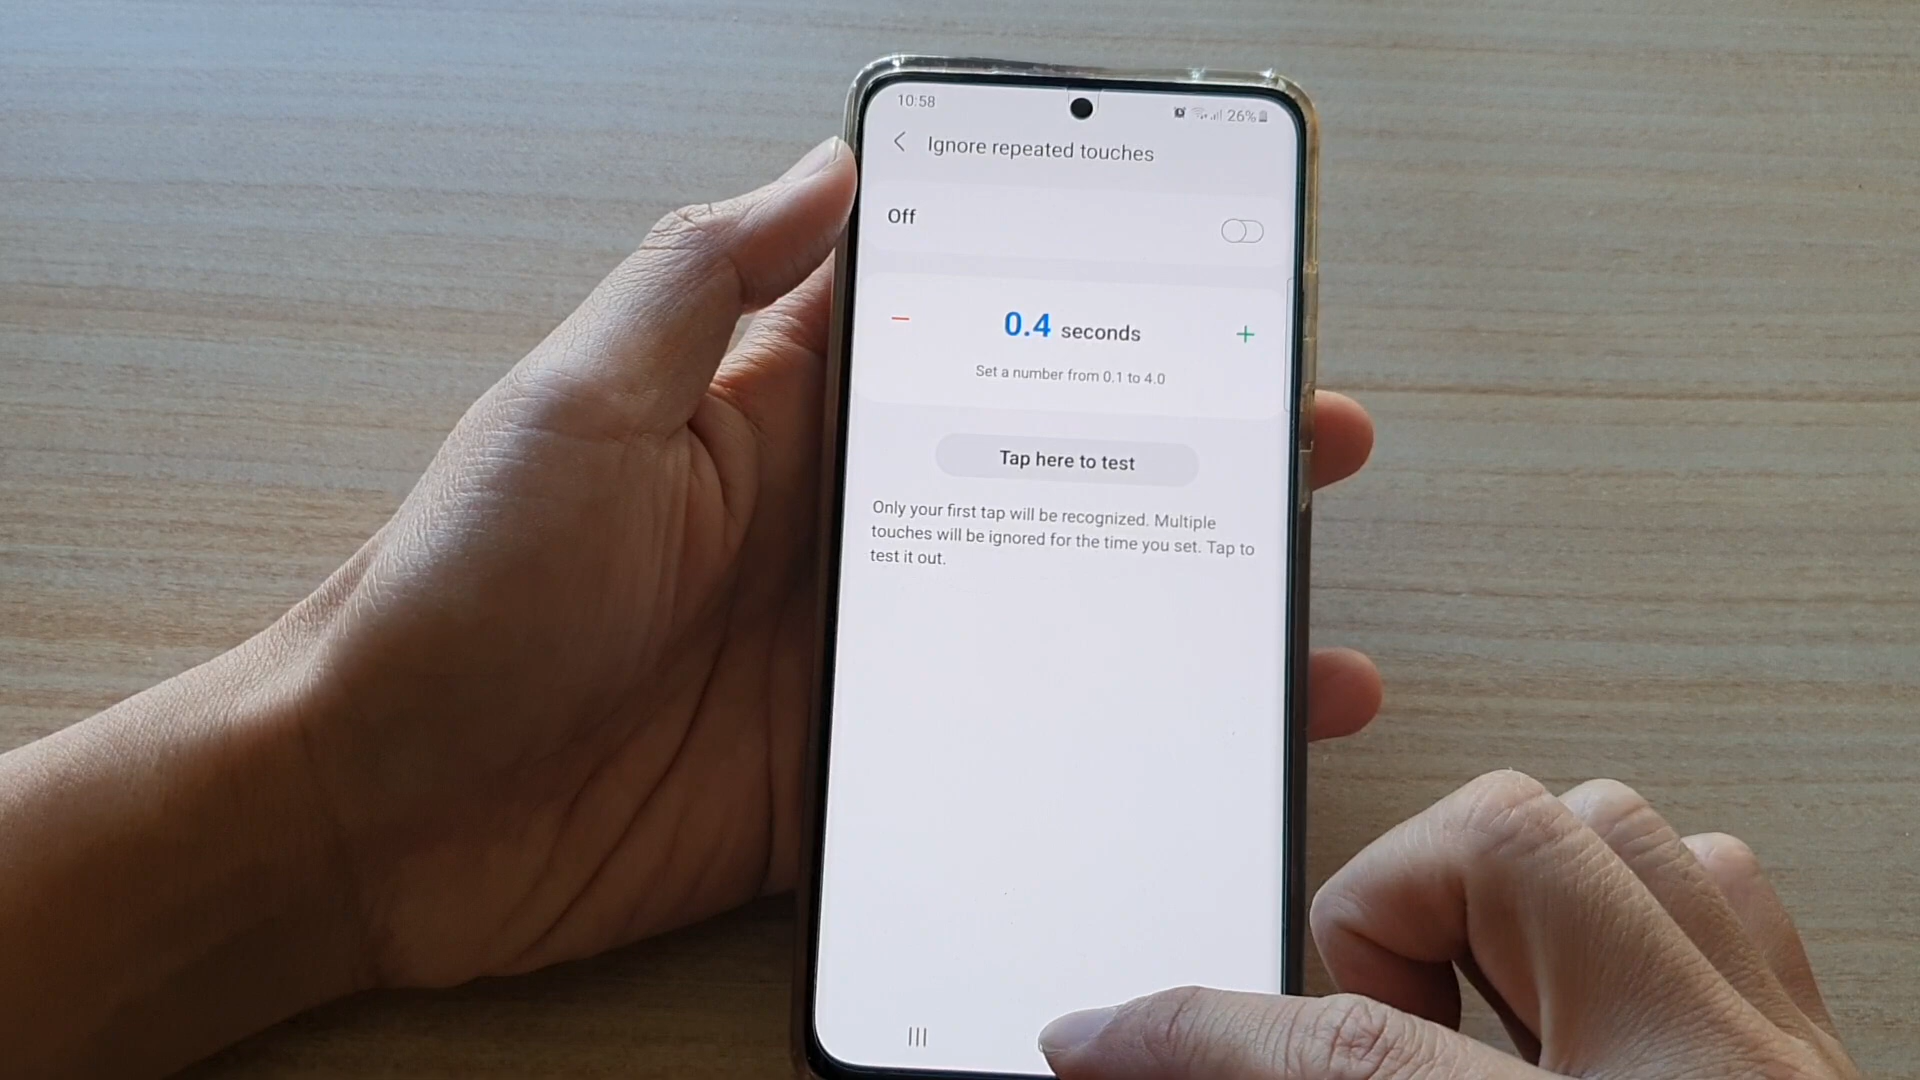 10:58
26%
Ignore repeated touches
Off
0.4 seconds
Set a number from 0.1 to 4.0
Tap here to test
Only your first tap will be recognized. Multiple
touches will be ignored for the time you set. Tap to
test it out.